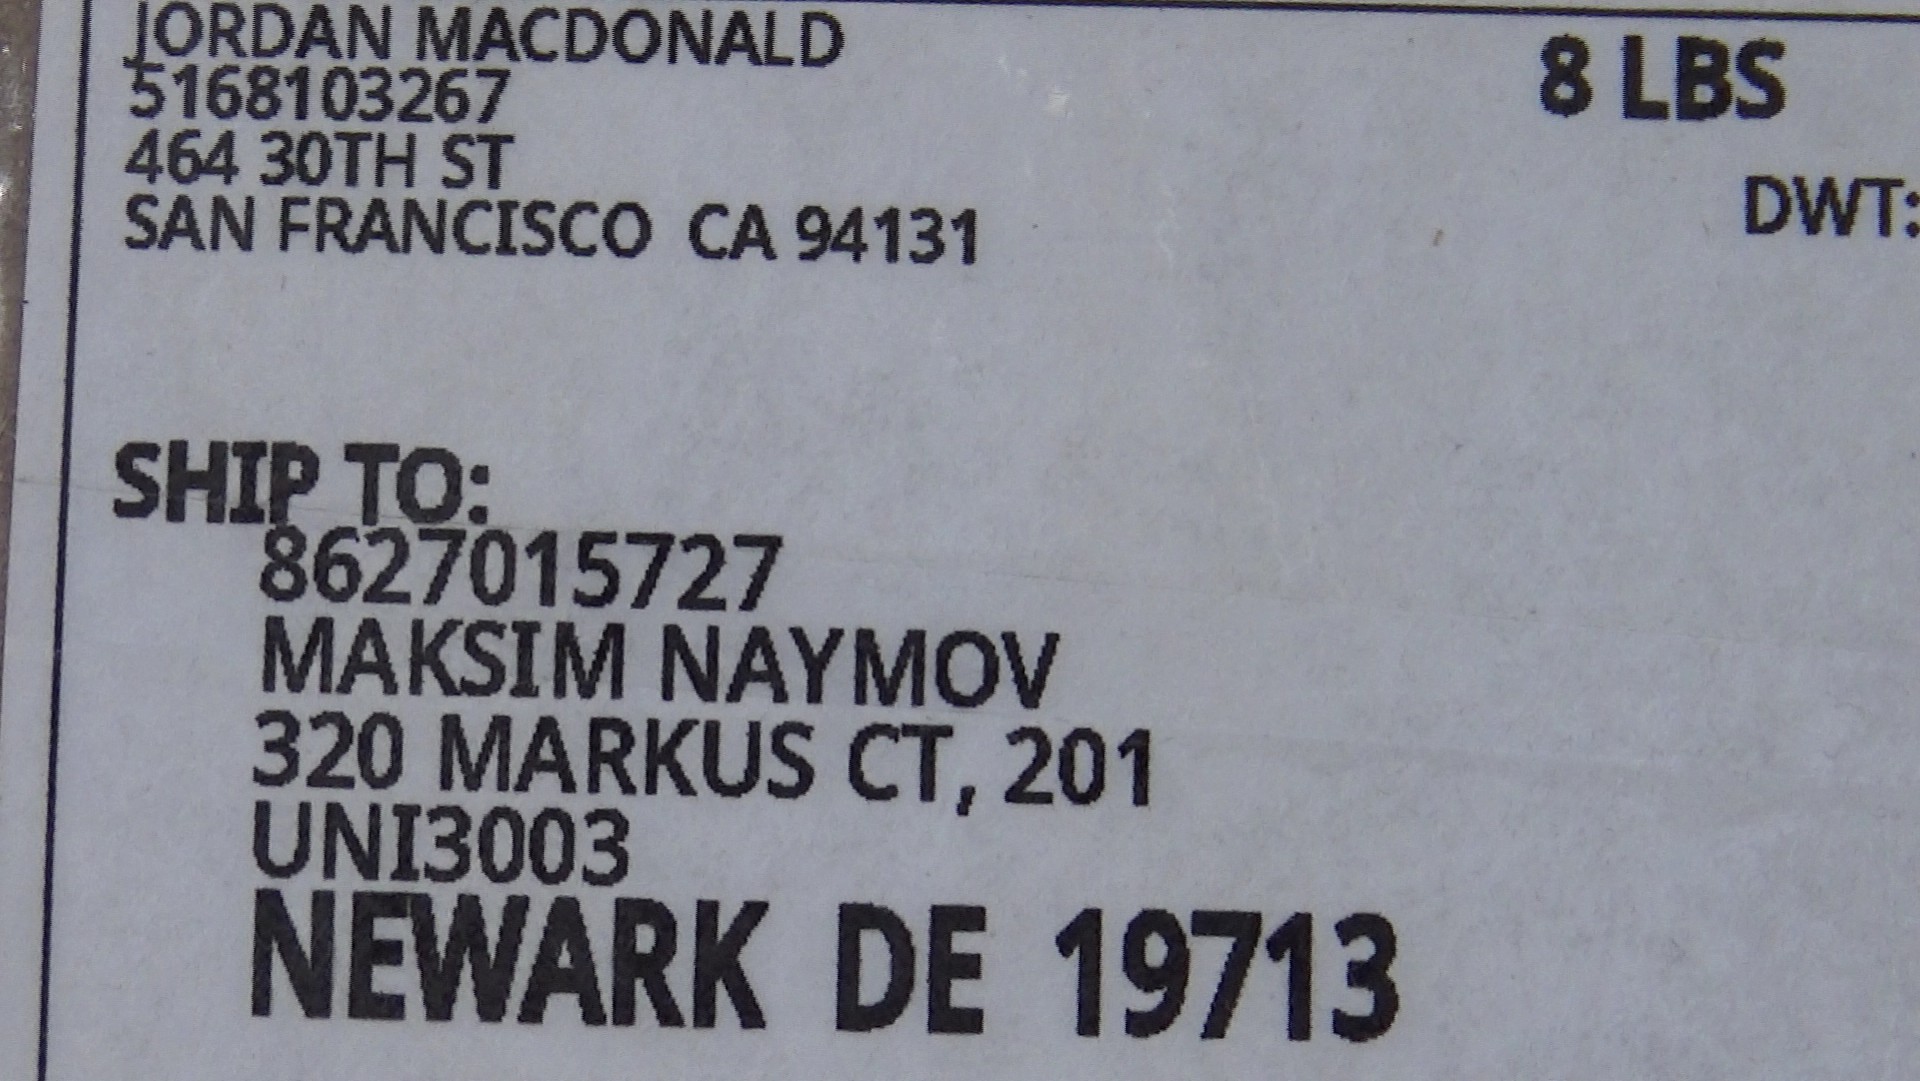 JORDAN MACDONALD
5168103267
464 30TH ST
SAN FRANCISCO CA 94131
8 LBS
DWT:
SHIP TO:
8627015727
MAKSIM NAYMOV
320 MARKUS CT, 201
UNI3003
NEWARK DE 19713